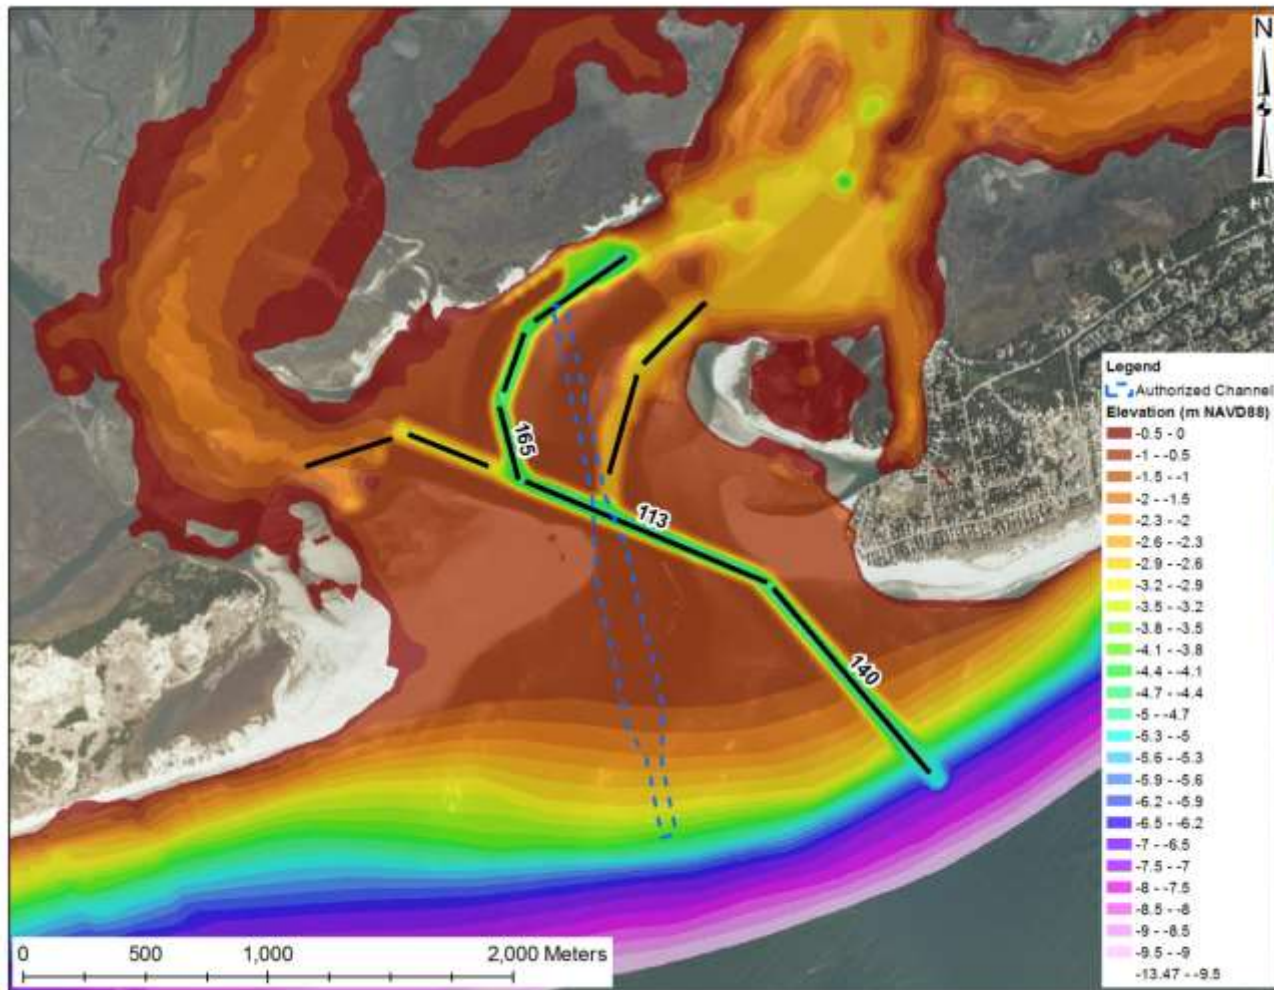 N
165
113
140
Legend
Authorized Channel
Elevation (m NAVD88)
-0.5 - 0
-1 - -0.5
-1.5 - -1
-2 - -1.5
-2.3 - -2
-2.6 - -2.3
-2.9 - -2.6
-3.2 - -2.9
-3.5 - -3.2
-3.8 - -3.5
-4.1 - -3.8
-4.4 - -4.1
-4.7 - -4.4
-5 - -4.7
-5.3 - -5
-5.6 - -5.3
-5.9 - -5.6
-6.2 - -5.9
-6.5 - -6.2
-7 - -6.5
-7.5 - -7
-8 - -7.5
-8.5 - -8
-9 - -8.5
-9.5 - -9
-13.47 - -9.5
0 500 1,000 2,000 Meters